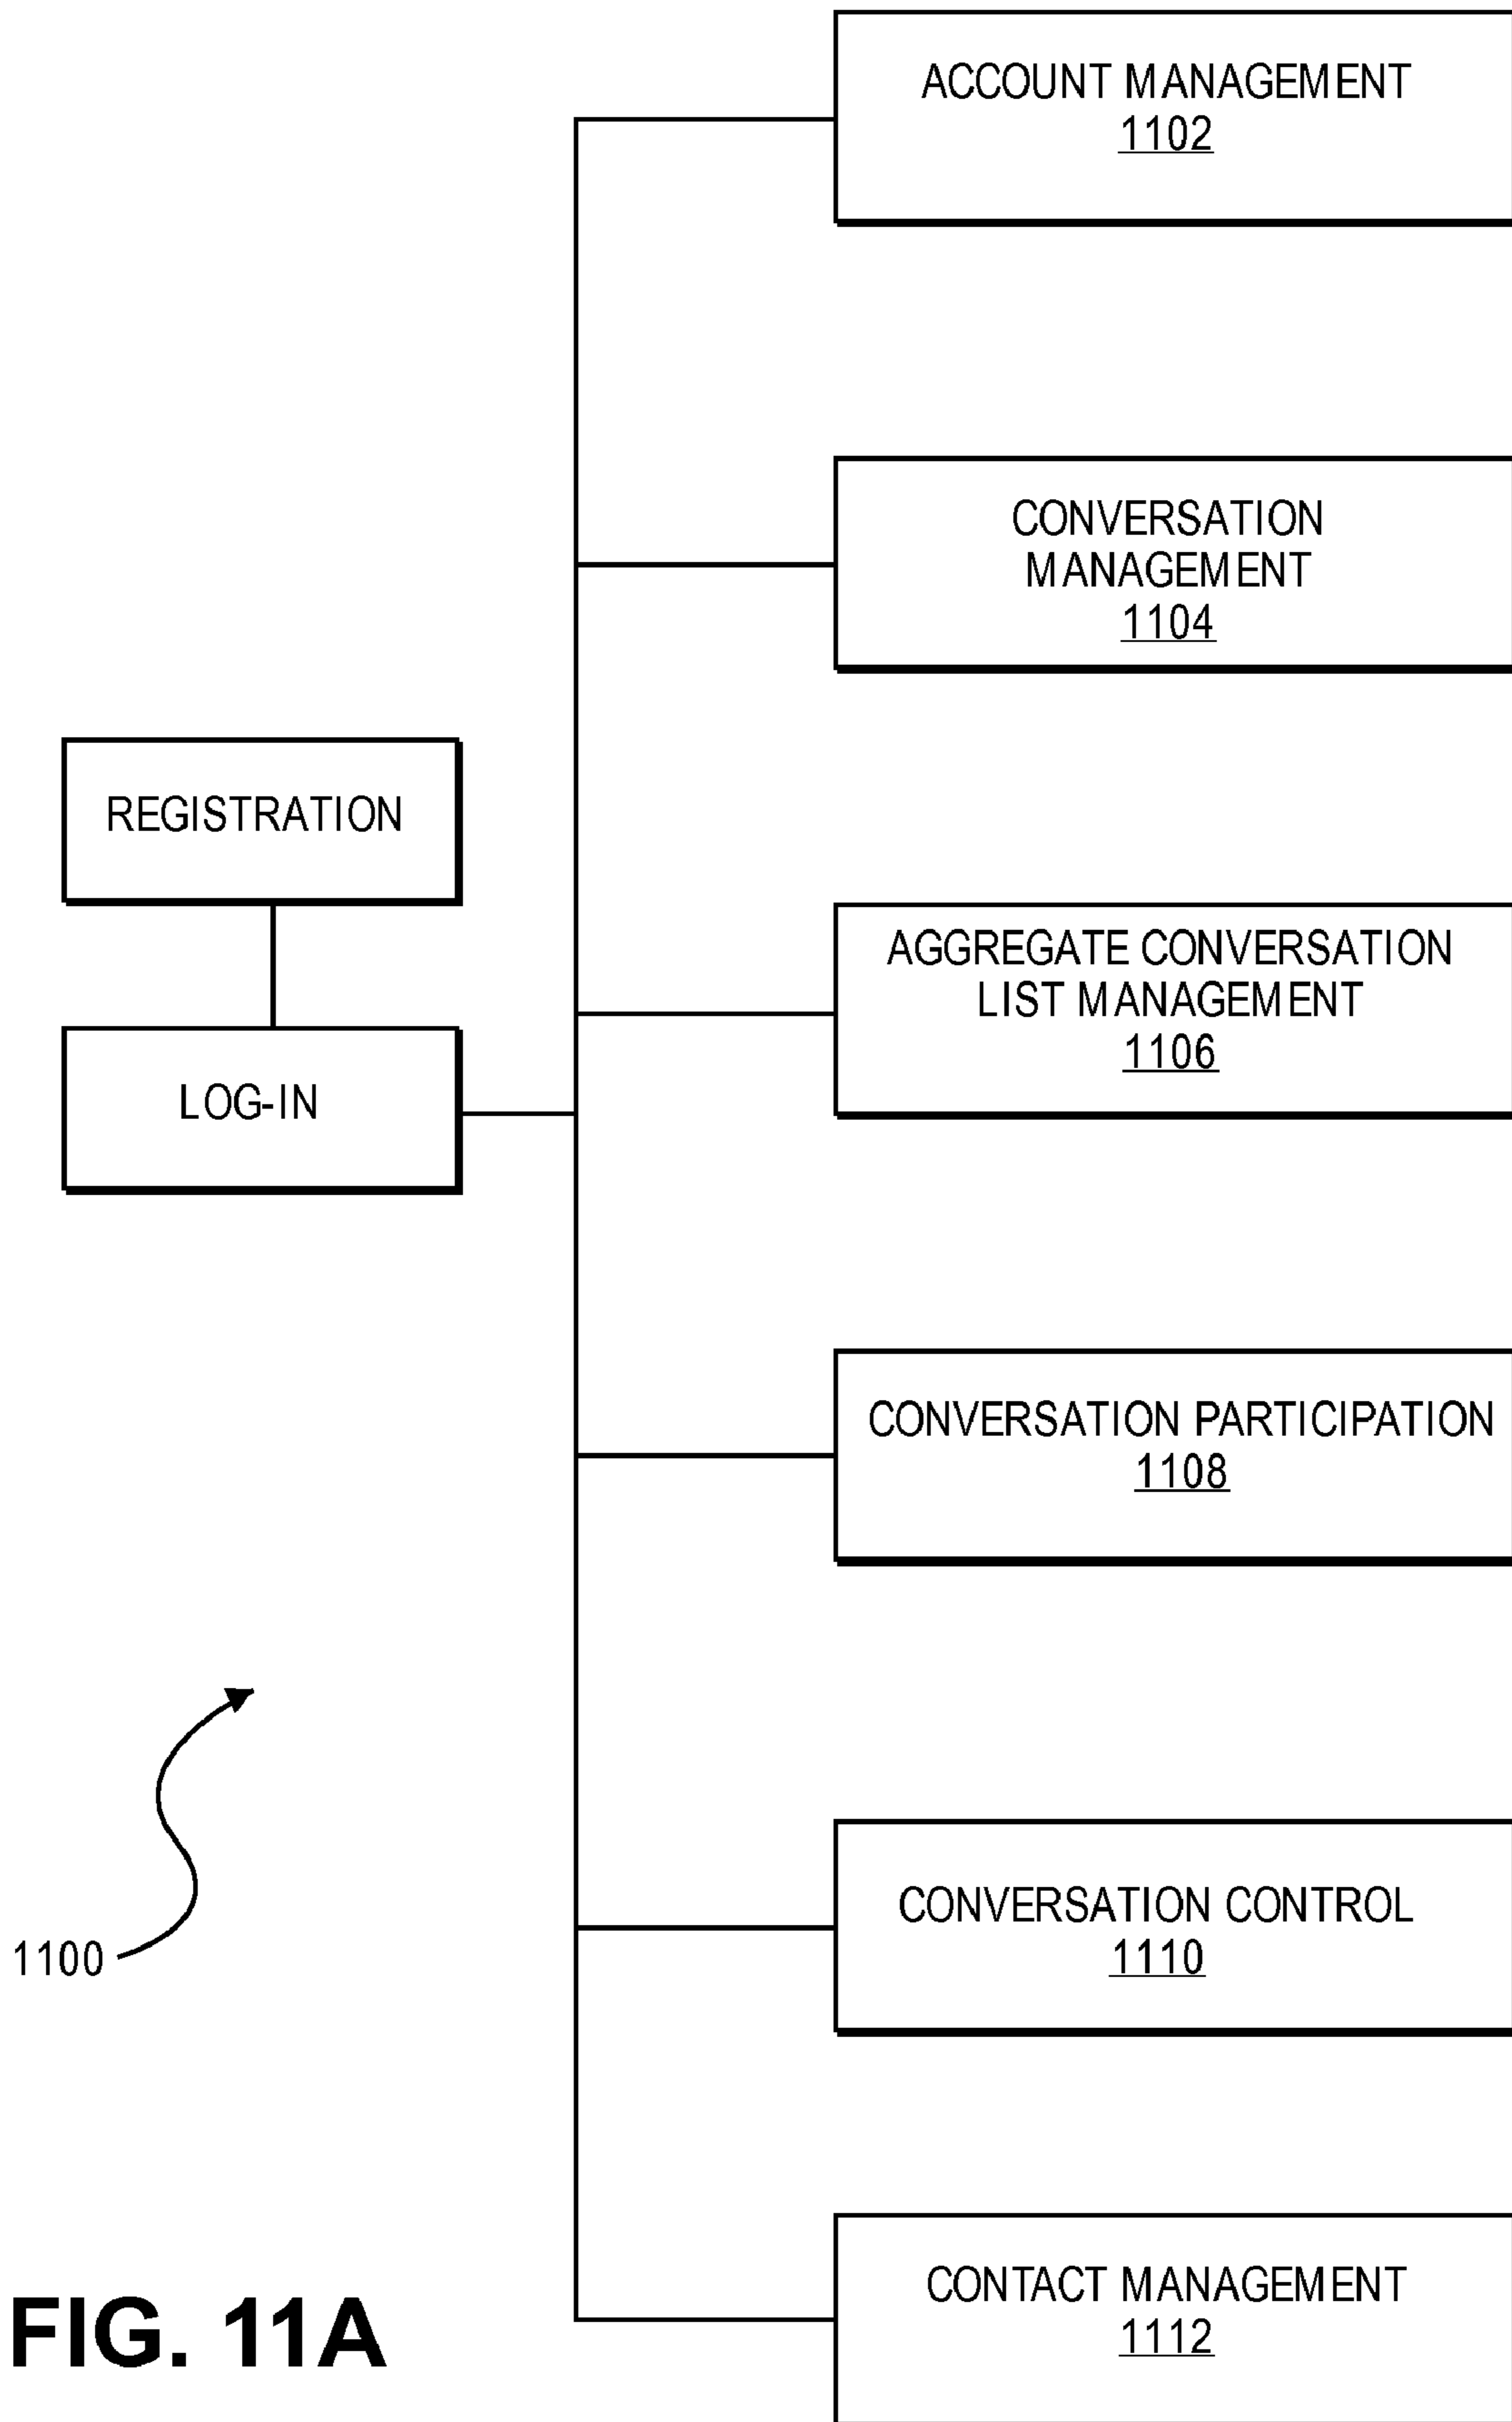 ACCOUNT MANAGEMENT
1102
CONVERSATION
MANAGEMENT
1104
REGISTRATION
AGGREGATE CONVERSATION
LIST MANAGEMENT
1106
LOG-IN
CONVERSATION PARTICIPATION
1108
CONVERSATION CONTROL
1110
1100
CONTACT MANAGEMENT
1112
FIG. 11A